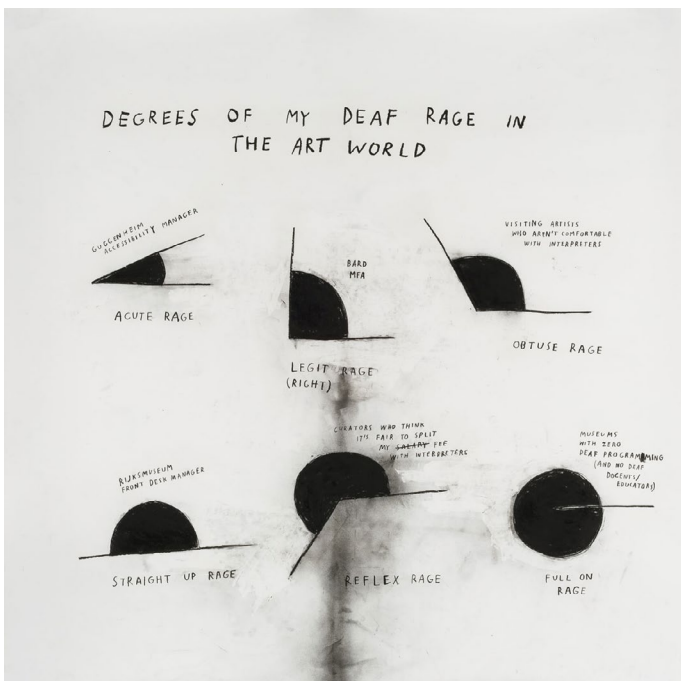 DEGREES OF MY DEAF RAGE IN
THE ART WORLD
GUGGENHEIM
ACCESSIBILITY MANAGER
ACUTE RAGE
BARD
MFA
LEGIT RAGE
(RIGHT)
VISITING ARTISTS
WHO AREN'T COMFORTABLE
WITH INTERPRETERS
OBTUSE RAGE
RIJKSMUSEUM
FRONT DESK MANAGER
STRAIGHT UP RAGE
CURATORS WHO THINK
IT'S FAIR TO SPLIT
MY SALARY FEE
WITH INTERPRETERS
REFLEX RAGE
MUSEUMS
WITH ZERO
DEAF PROGRAMMING
(AND NO DEAF
DOCENTS/
EDUCATORS)
FULL ON
RAGE